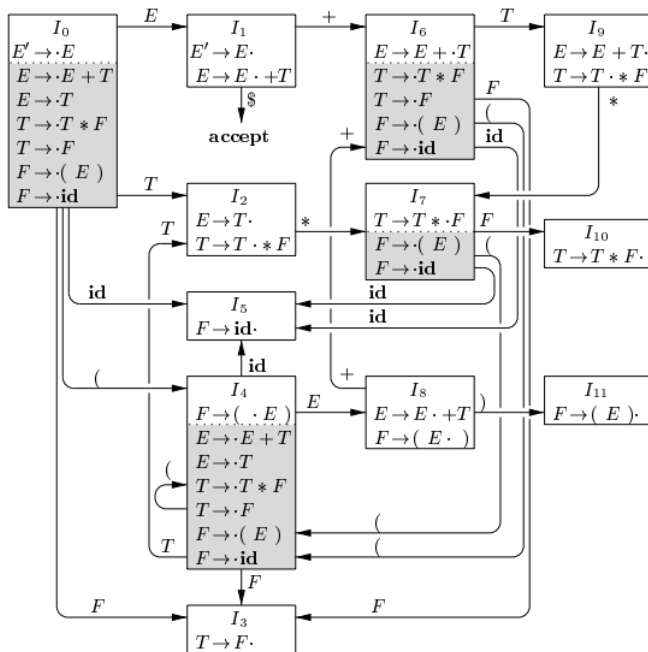 I₀
E′→·E
E→·E + T
E→·T
T→·T * F
T→·F
F→·( E )
F→·id
E
I₁
E′→E·
E→E · +T
$
accept
+
I₆
E→E + ·T
T→·T * F
T→·F
F→·( E )
F→·id
T
I₉
E→E + T·
T→T · * F
*
F
(
id
+
T
I₂
E→T·
T→T · * F
*
I₇
T→T * ·F
F→·( E )
F→·id
F
(
I₁₀
T→T * F·
T
id
I₅
F→id·
id
id
id
(
I₄
F→( · E )
E→·E + T
E→·T
T→·T * F
T→·F
F→·( E )
F→·id
E
+
I₈
E→E · +T
F→( E · )
)
I₁₁
F→( E )·
(
(
(
T
F
F
I₃
T→F·
F